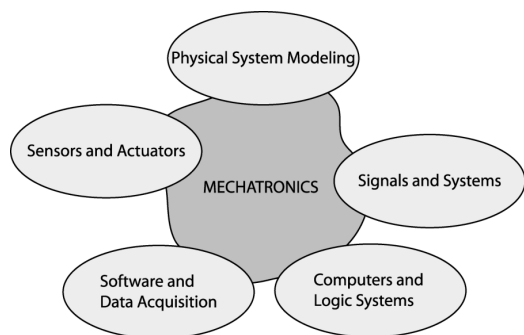 Physical System Modeling
Sensors and Actuators
MECHATRONICS
Signals and Systems
Software and
Data Acquisition
Computers and
Logic Systems